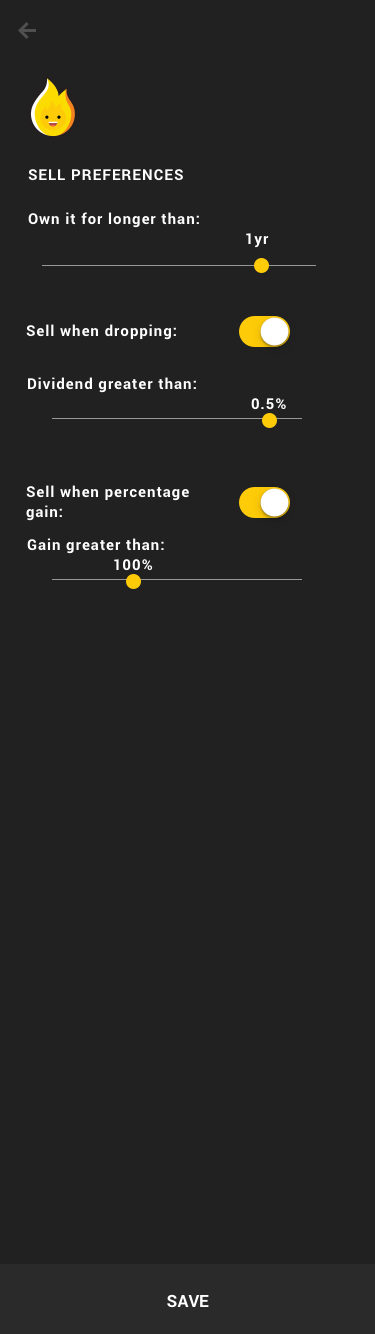 SELL PREFERENCES
Own it for longer than:
1yr
Sell when dropping:
Dividend greater than:
0.5%
Sell when percentage
gain:
Gain greater than:
100%
SAVE